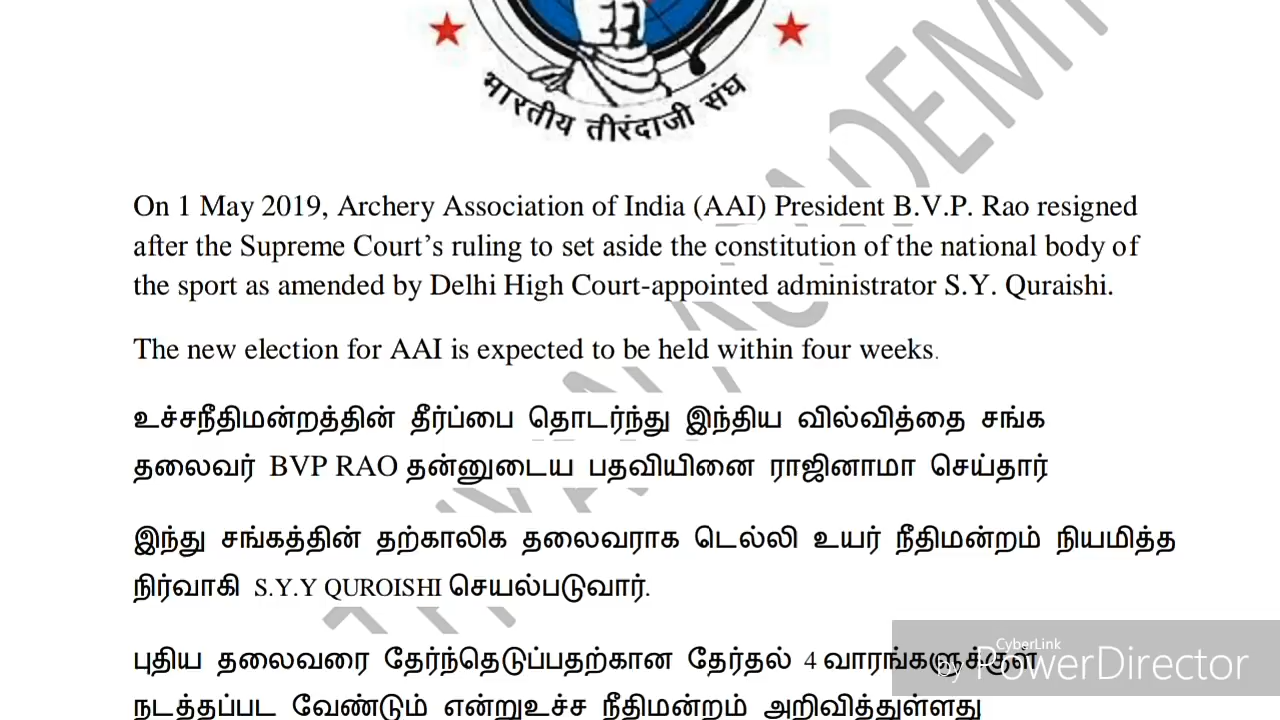 भारतीय तीरंदाजी संघ
On 1 May 2019, Archery Association of India (AAI) President B.V.P. Rao resigned
after the Supreme Court’s ruling to set aside the constitution of the national body of
the sport as amended by Delhi High Court-appointed administrator S.Y. Quraishi.
The new election for AAI is expected to be held within four weeks.
உச்சநீதிமன்றத்தின் தீர்ப்பை தொடர்ந்து இந்திய வில்வித்தை சங்க
தலைவர் BVP RAO தன்னுடைய பதவியினை ராஜினாமா செய்தார்
இந்து சங்கத்தின் தற்காலிக தலைவராக டெல்லி உயர் நீதிமன்றம் நியமித்த
நிர்வாகி S.Y.Y QUROISHI செயல்படுவார்.
புதிய தலைவரை தேர்ந்தெடுப்பதற்கான தேர்தல் 4 வாரங்களுக்குள்
நடத்தப்பட வேண்டும் என்றுஉச்ச நீதிமன்றம் அறிவித்துள்ளது
CyberLink
by PowerDirector